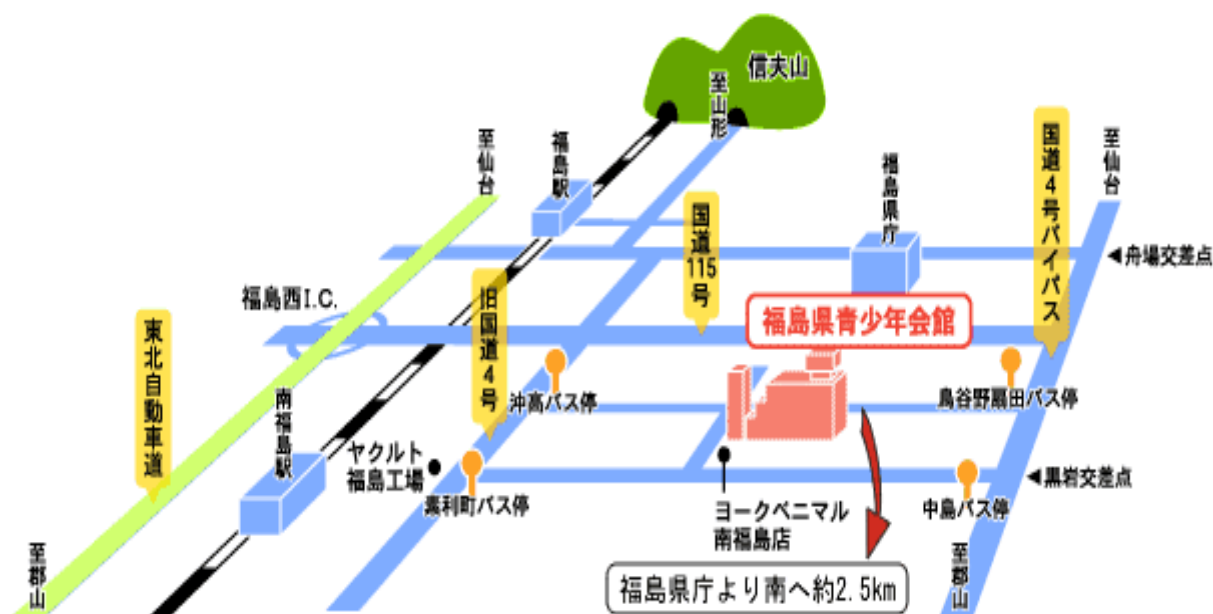 信夫山
至山形
福島駅
至仙台
福島県庁
国道4号バイパス
至仙台
国道115号
舟場交差点
福島西I.C.
旧国道4号
福島県青少年会館
東北自動車道
南福島駅
沖高バス停
鳥谷野扇田バス停
ヤクルト
福島工場
黒岩交差点
ヨークベニマル
南福島店
中島バス停
至郡山
至郡山
福島県庁より南へ約2.5km